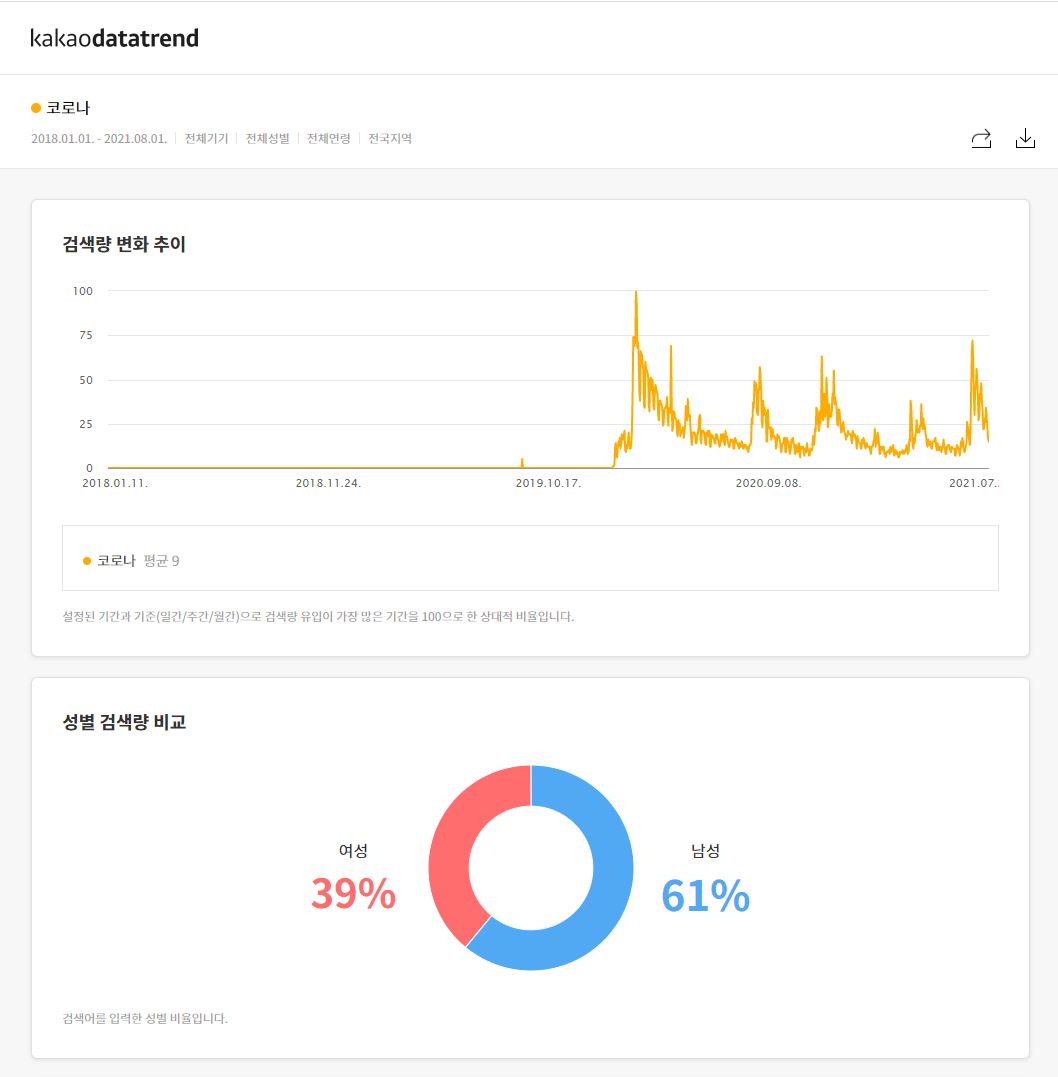 kakaodatatrend
코로나
2018.01.01. - 2021.08.01. 전체기기 전체성별 전체연령 전국지역
검색량 변화 추이
100
75
50
25
0
2018.01.11. 2018.11.24. 2019.10.17. 2020.09.08. 2021.07..
코로나 평균 9
설정된 기간과 기준(일간/주간/월간)으로 검색량 유입이 가장 많은 기간을 100으로 한 상대적 비율입니다.
성별 검색량 비교
여성 남성
39% 61%
검색어를 입력한 성별 비율입니다.